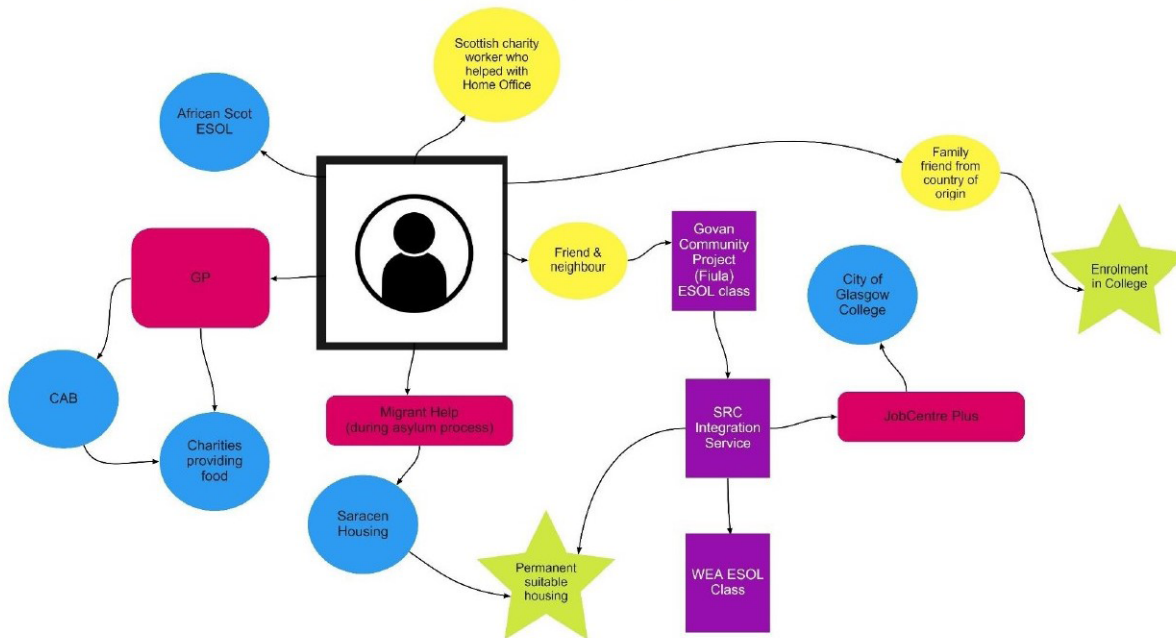 Scottish charity
worker who
helped with
Home Office
African Scot
ESOL
Family
friend from
country of
origin
Govan
Community
Project
(Fiula)
ESOL class
Friend &
neighbour
City of
Glasgow
College
Enrolment
in College
GP
CAB
Charities
providing
food
Migrant Help
(during asylum process)
SRC
Integration
Service
JobCentre Plus
Saracen
Housing
Permanent
suitable
housing
WEA ESOL
Class